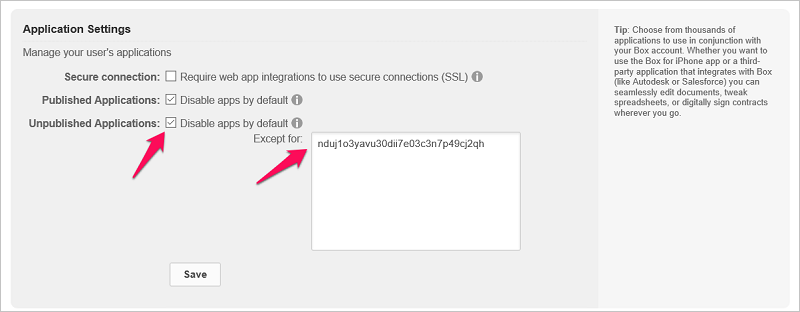 Application Settings
Manage your user's applications
Secure connection: Require web app integrations to use secure connections (SSL)
Published Applications: Disable apps by default
Unpublished Applications: Disable apps by default
Except for:
nduj1o3yavu30dii7e03c3n7p49cj2qh
Save
Tip: Choose from thousands of
applications to use in conjunction with
your Box account. Whether you want to
use the Box for iPhone app or a third-
party application that integrates with Box
(like Autodesk or Salesforce) you can
seamlessly edit documents, tweak
spreadsheets, or digitally sign contracts
wherever you go.